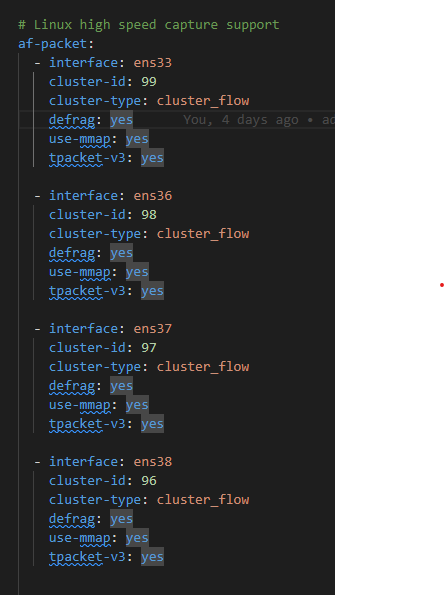 # Linux high speed capture support
af-packet:
- interface: ens33
cluster-id: 99
cluster-type: cluster_flow
defrag: yes You, 4 days ago • ad
use-mmap: yes
tpacket-v3: yes
- interface: ens36
cluster-id: 98
cluster-type: cluster_flow
defrag: yes
use-mmap: yes
tpacket-v3: yes
- interface: ens37
cluster-id: 97
cluster-type: cluster_flow
defrag: yes
use-mmap: yes
tpacket-v3: yes
- interface: ens38
cluster-id: 96
cluster-type: cluster_flow
defrag: yes
use-mmap: yes
tpacket-v3: yes